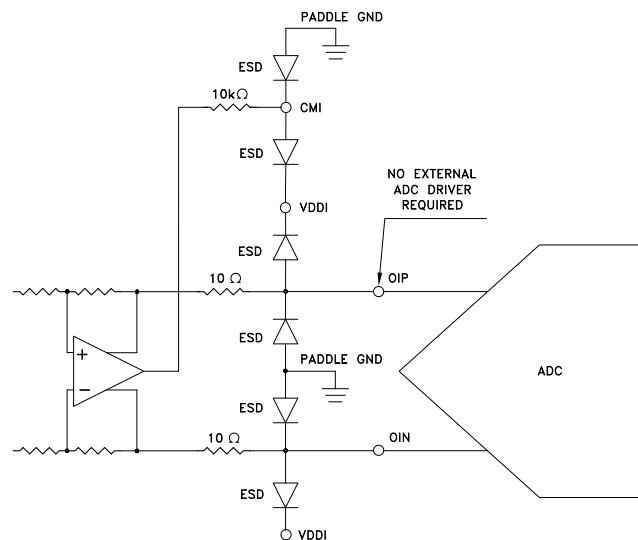 PADDLE GND
ESD
10kΩ
CMI
ESD
NO EXTERNAL
ADC DRIVER
REQUIRED
VDDI
ESD
10 Ω
OIP
ESD
PADDLE GND
+
ADC
−
ESD
10 Ω
OIN
ESD
VDDI